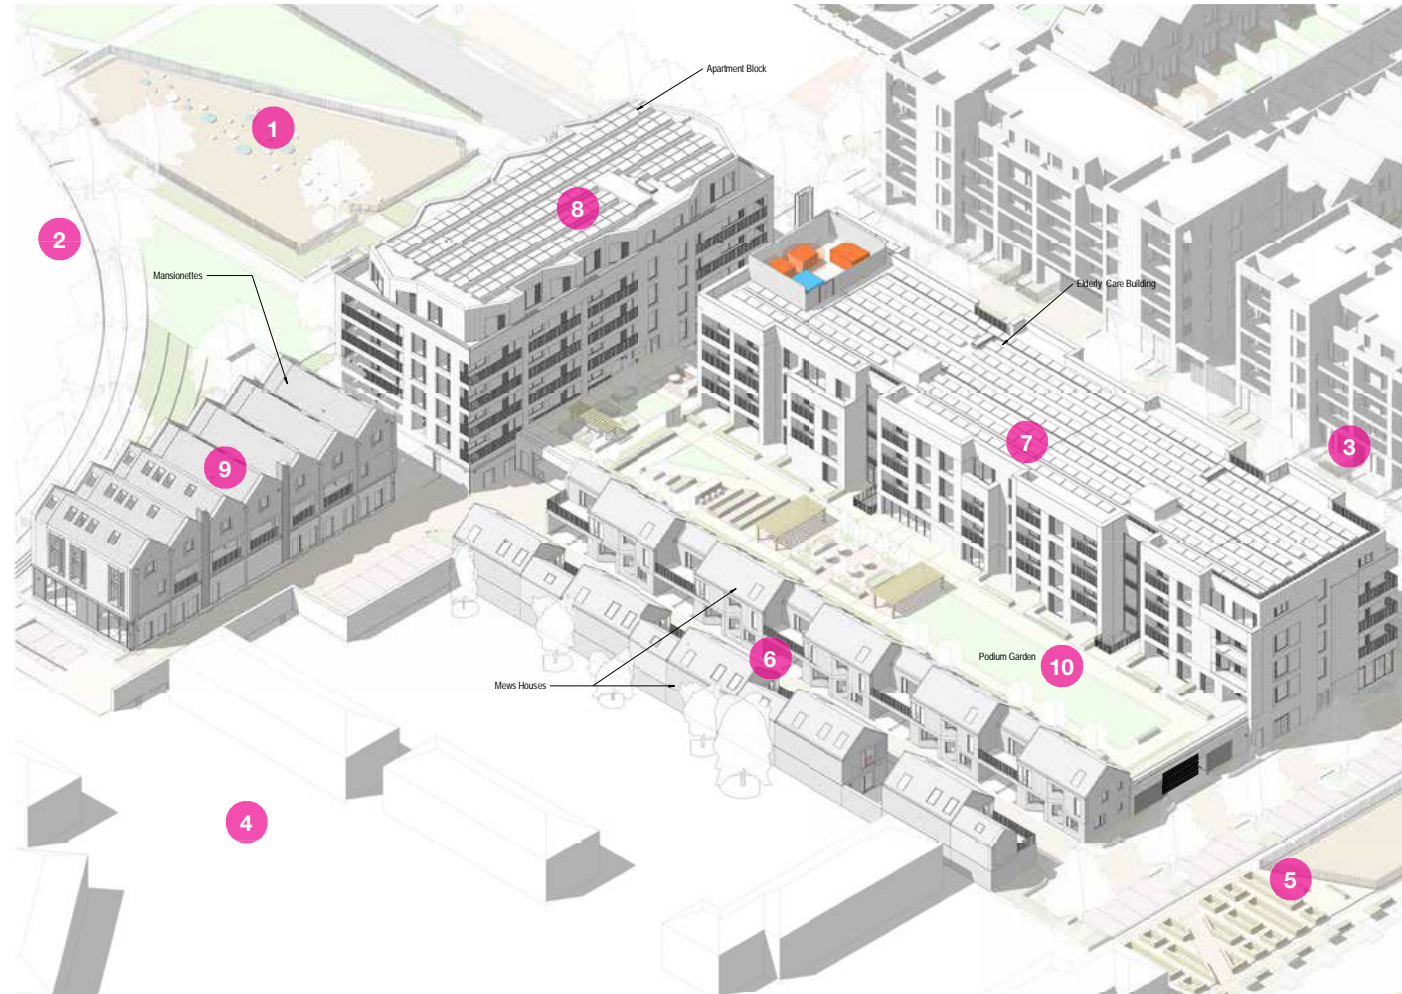 Apartment Block
1
8
2
Mansionettes
Elderly Care Building
7
3
9
6
Podium Garden
10
Mews Houses
4
5